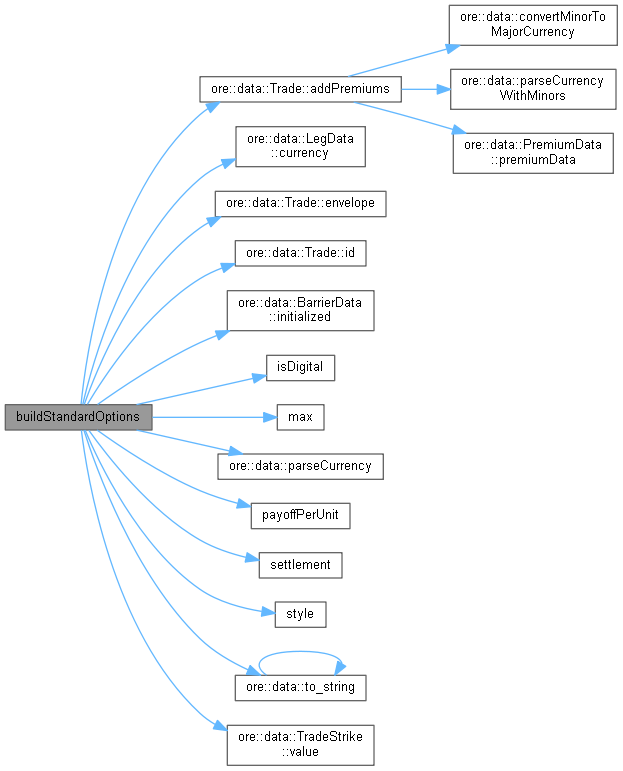 ore::data::convertMinorTo
MajorCurrency
ore::data::Trade::addPremiums
ore::data::parseCurrency
WithMinors
ore::data::PremiumData
::premiumData
ore::data::LegData
::currency
ore::data::Trade::envelope
ore::data::Trade::id
ore::data::BarrierData
::initialized
isDigital
buildStandardOptions
max
ore::data::parseCurrency
payoffPerUnit
settlement
style
ore::data::to_string
ore::data::TradeStrike
::value